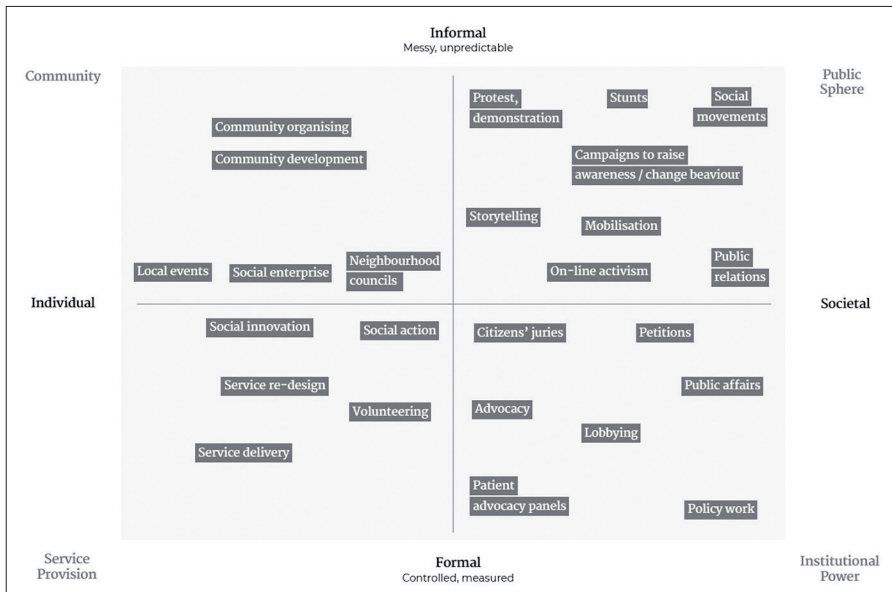 Informal
Messy, unpredictable
Community
Public
Sphere
Protest,
demonstration
Stunts
Social
movements
Community organising
Community development
Campaigns to raise
awareness / change beaviour
Storytelling
Mobilisation
Local events
Social enterprise
Neighbourhood
councils
On-line activism
Public
relations
Individual
Societal
Social innovation
Social action
Citizens' juries
Petitions
Service re-design
Public affairs
Volunteering
Advocacy
Lobbying
Service delivery
Patient
advocacy panels
Policy work
Service
Provision
Formal
Controlled, measured
Institutional
Power